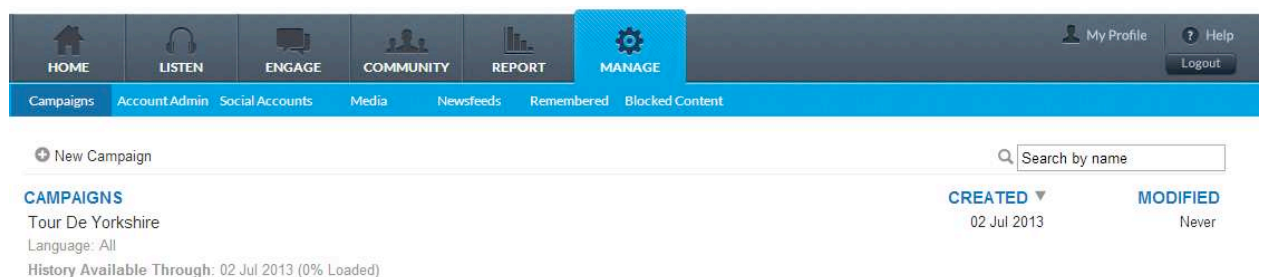 My Profile ? Help
HOME LISTEN ENGAGE COMMUNITY REPORT MANAGE Logout
Campaigns Account Admin Social Accounts Media Newsfeeds Remembered Blocked Content
New Campaign Search by name
CAMPAIGNS CREATED MODIFIED
Tour De Yorkshire 02 Jul 2013 Never
Language: All
History Available Through: 02 Jul 2013 (0% Loaded)